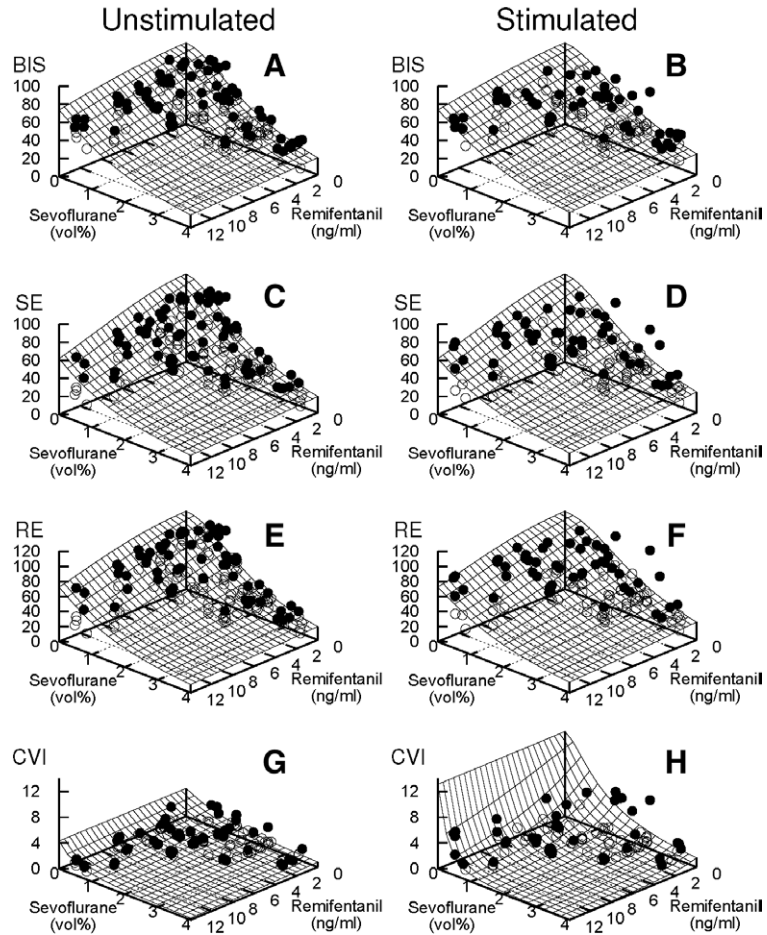 Unstimulated Stimulated
BIS A BIS B
100 100
80 80
60 60
40 40
20 20
0 0
0 1 2 3 4 0 1 2 3 4
12 10 8 6 4 2 0 12 10 8 6 4 2 0
Sevoflurane Remifentanil Sevoflurane Remifentanil
(vol%) (ng/ml) (vol%) (ng/ml)
SE C SE D
100 100
80 80
60 60
40 40
20 20
0 0
0 1 2 3 4 0 1 2 3 4
12 10 8 6 4 2 0 12 10 8 6 4 2 0
Sevoflurane Remifentanil Sevoflurane Remifentanil
(vol%) (ng/ml) (vol%) (ng/ml)
RE E RE F
120 120
100 100
80 80
60 60
40 40
20 20
0 0
0 1 2 3 4 0 1 2 3 4
12 10 8 6 4 2 0 12 10 8 6 4 2 0
Sevoflurane Remifentanil Sevoflurane Remifentanil
(vol%) (ng/ml) (vol%) (ng/ml)
CVI G CVI H
12 12
8 8
4 4
0 0
0 1 2 3 4 0 1 2 3 4
12 10 8 6 4 2 0 12 10 8 6 4 2 0
Sevoflurane Remifentanil Sevoflurane Remifentanil
(vol%) (ng/ml) (vol%) (ng/ml)